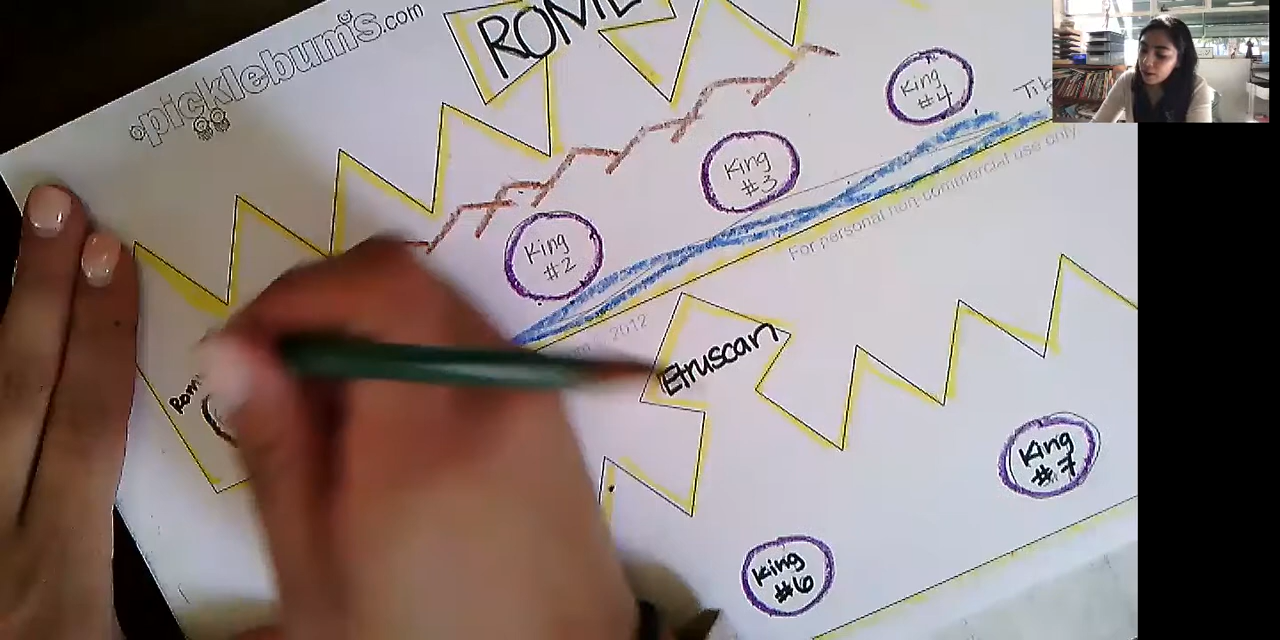 picklebums.com
ROME
King
#4
King
#3
King
#2
For personal non commercial use only.
2012
Etruscan
King
#7
King
#6